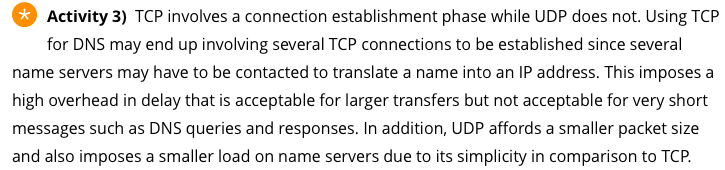 Activity 3) TCP involves a connection establishment phase while UDP does not. Using TCP
for DNS may end up involving several TCP connections to be established since several
name servers may have to be contacted to translate a name into an IP address. This imposes a
high overhead in delay that is acceptable for larger transfers but not acceptable for very short
messages such as DNS queries and responses. In addition, UDP affords a smaller packet size
and also imposes a smaller load on name servers due to its simplicity in comparison to TCP.